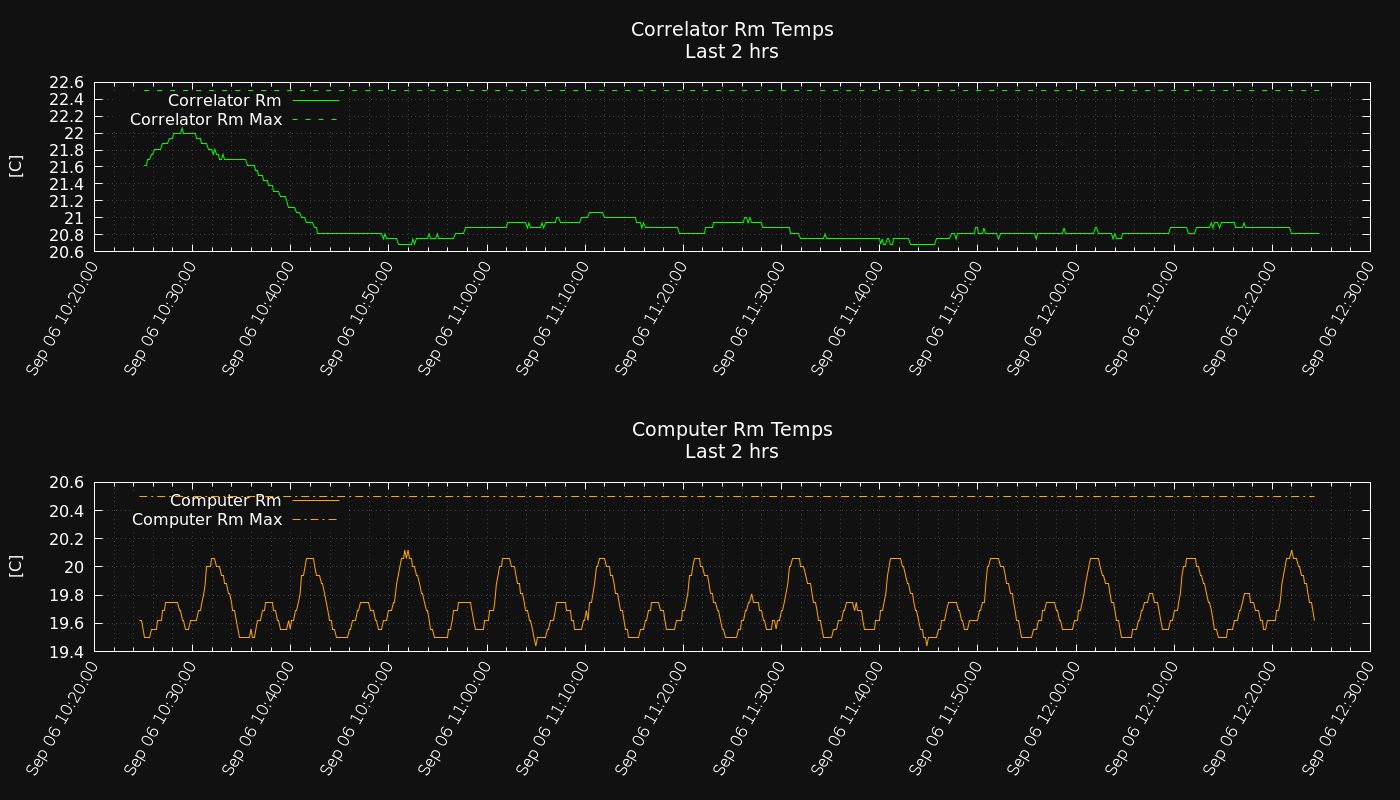 Correlator Rm Temps
Last 2 hrs
22.6
22.4
22.2
22
21.8
21.6
21.4
21.2
21
20.8
20.6
[C]
Correlator Rm
Correlator Rm Max
Sep 06 10:20:00
Sep 06 10:30:00
Sep 06 10:40:00
Sep 06 10:50:00
Sep 06 11:00:00
Sep 06 11:10:00
Sep 06 11:20:00
Sep 06 11:30:00
Sep 06 11:40:00
Sep 06 11:50:00
Sep 06 12:00:00
Sep 06 12:10:00
Sep 06 12:20:00
Sep 06 12:30:00
Computer Rm Temps
Last 2 hrs
20.6
20.4
20.2
20
19.8
19.6
19.4
[C]
Computer Rm
Computer Rm Max
Sep 06 10:20:00
Sep 06 10:30:00
Sep 06 10:40:00
Sep 06 10:50:00
Sep 06 11:00:00
Sep 06 11:10:00
Sep 06 11:20:00
Sep 06 11:30:00
Sep 06 11:40:00
Sep 06 11:50:00
Sep 06 12:00:00
Sep 06 12:10:00
Sep 06 12:20:00
Sep 06 12:30:00